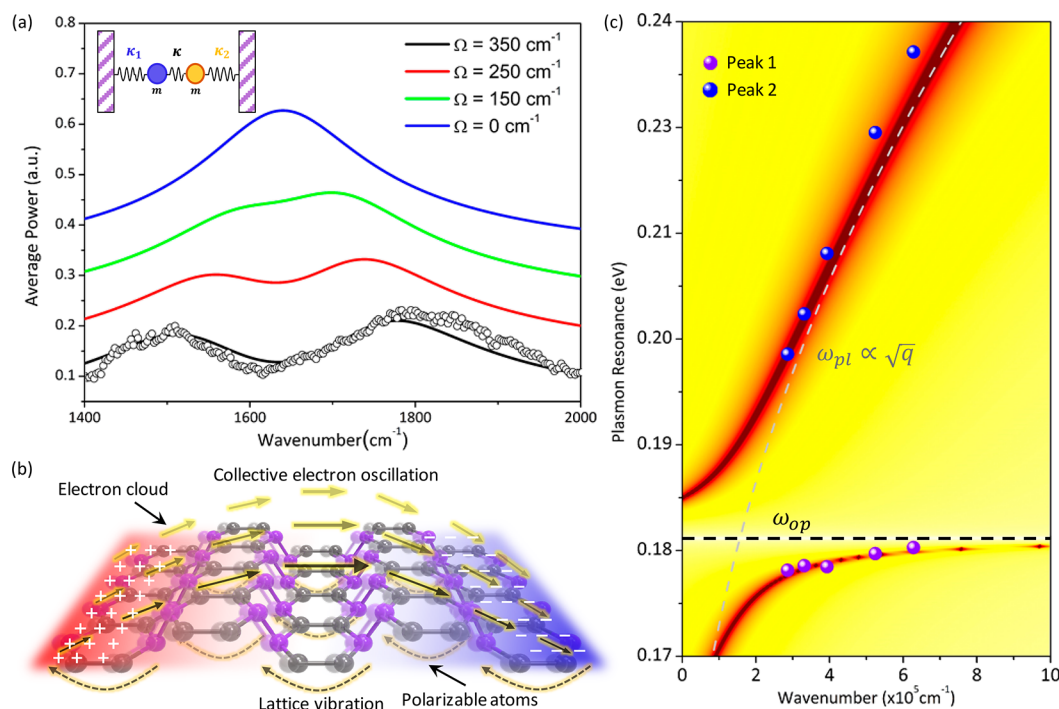 (a)
0.8
0.7
0.6
0.5
0.4
0.3
0.2
0.1
Average Power (a.u.)
κ₁ κ κ₂
m m
Ω = 350 cm⁻¹
Ω = 250 cm⁻¹
Ω = 150 cm⁻¹
Ω = 0 cm⁻¹
1400 1600 1800 2000
Wavenumber(cm⁻¹)
(b)
Collective electron oscillation
Electron cloud
+ + + + +
+ + + +
+ + + +
+ + + +
+ + +
− − −
− − −
− − −
− − −
− − −
Lattice vibration
Polarizable atoms
(c)
0.24
0.23
0.22
0.21
0.20
0.19
0.18
0.17
Plasmon Resonance (eV)
Peak 1
Peak 2
ω_pl ∝ √q
ω_op
0 2 4 6 8 10
Wavenumber (x10⁵cm⁻¹)